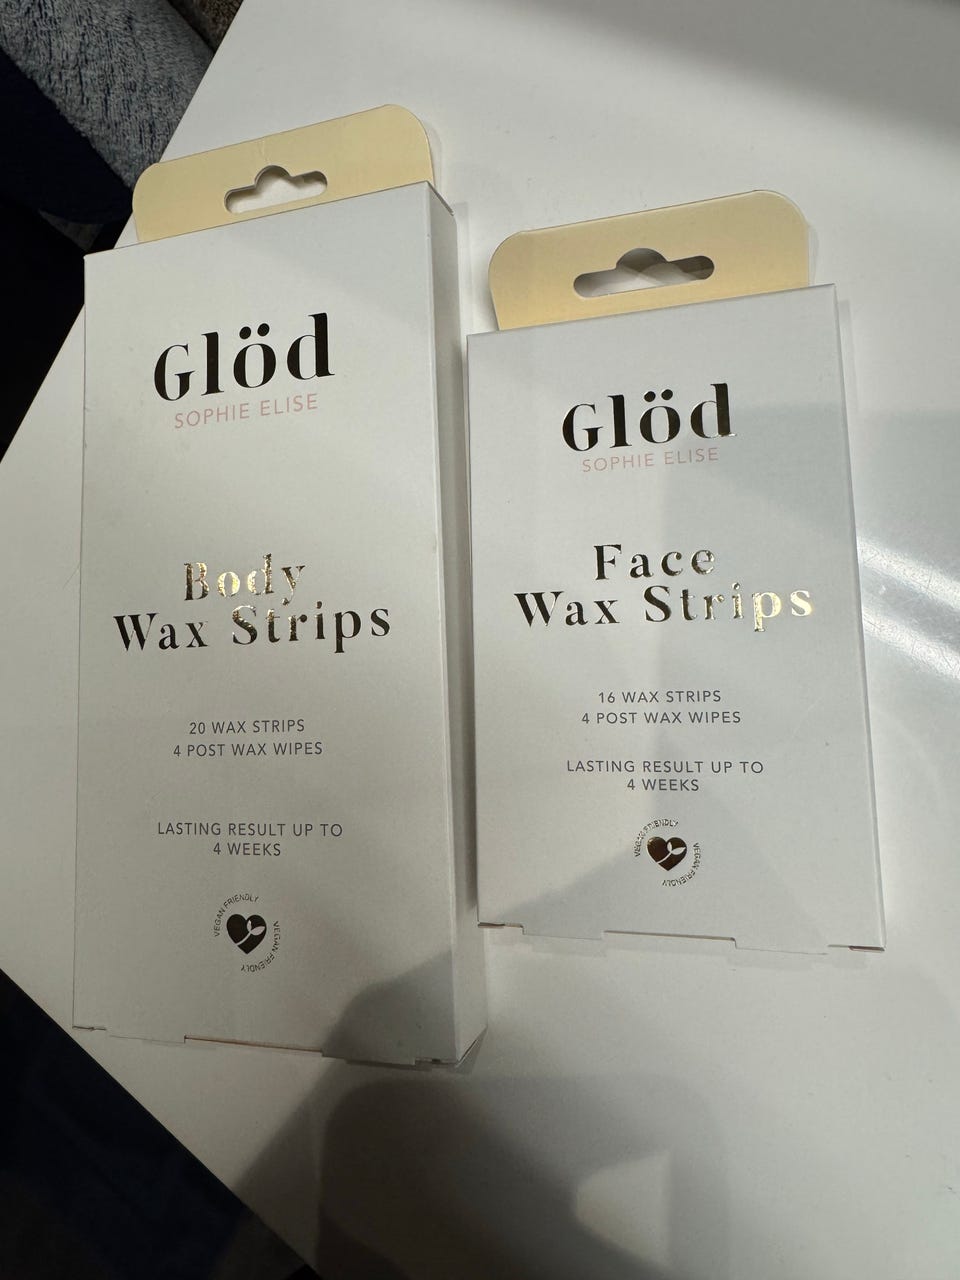 Glöd
SOPHIE ELISE
Body
Wax Strips
20 WAX STRIPS
4 POST WAX WIPES
LASTING RESULT UP TO
4 WEEKS
VEGAN FRIENDLY
VEGAN FRIENDLY
Glöd
SOPHIE ELISE
Face
Wax Strips
16 WAX STRIPS
4 POST WAX WIPES
LASTING RESULT UP TO
4 WEEKS
VEGAN FRIENDLY
VEGAN FRIENDLY